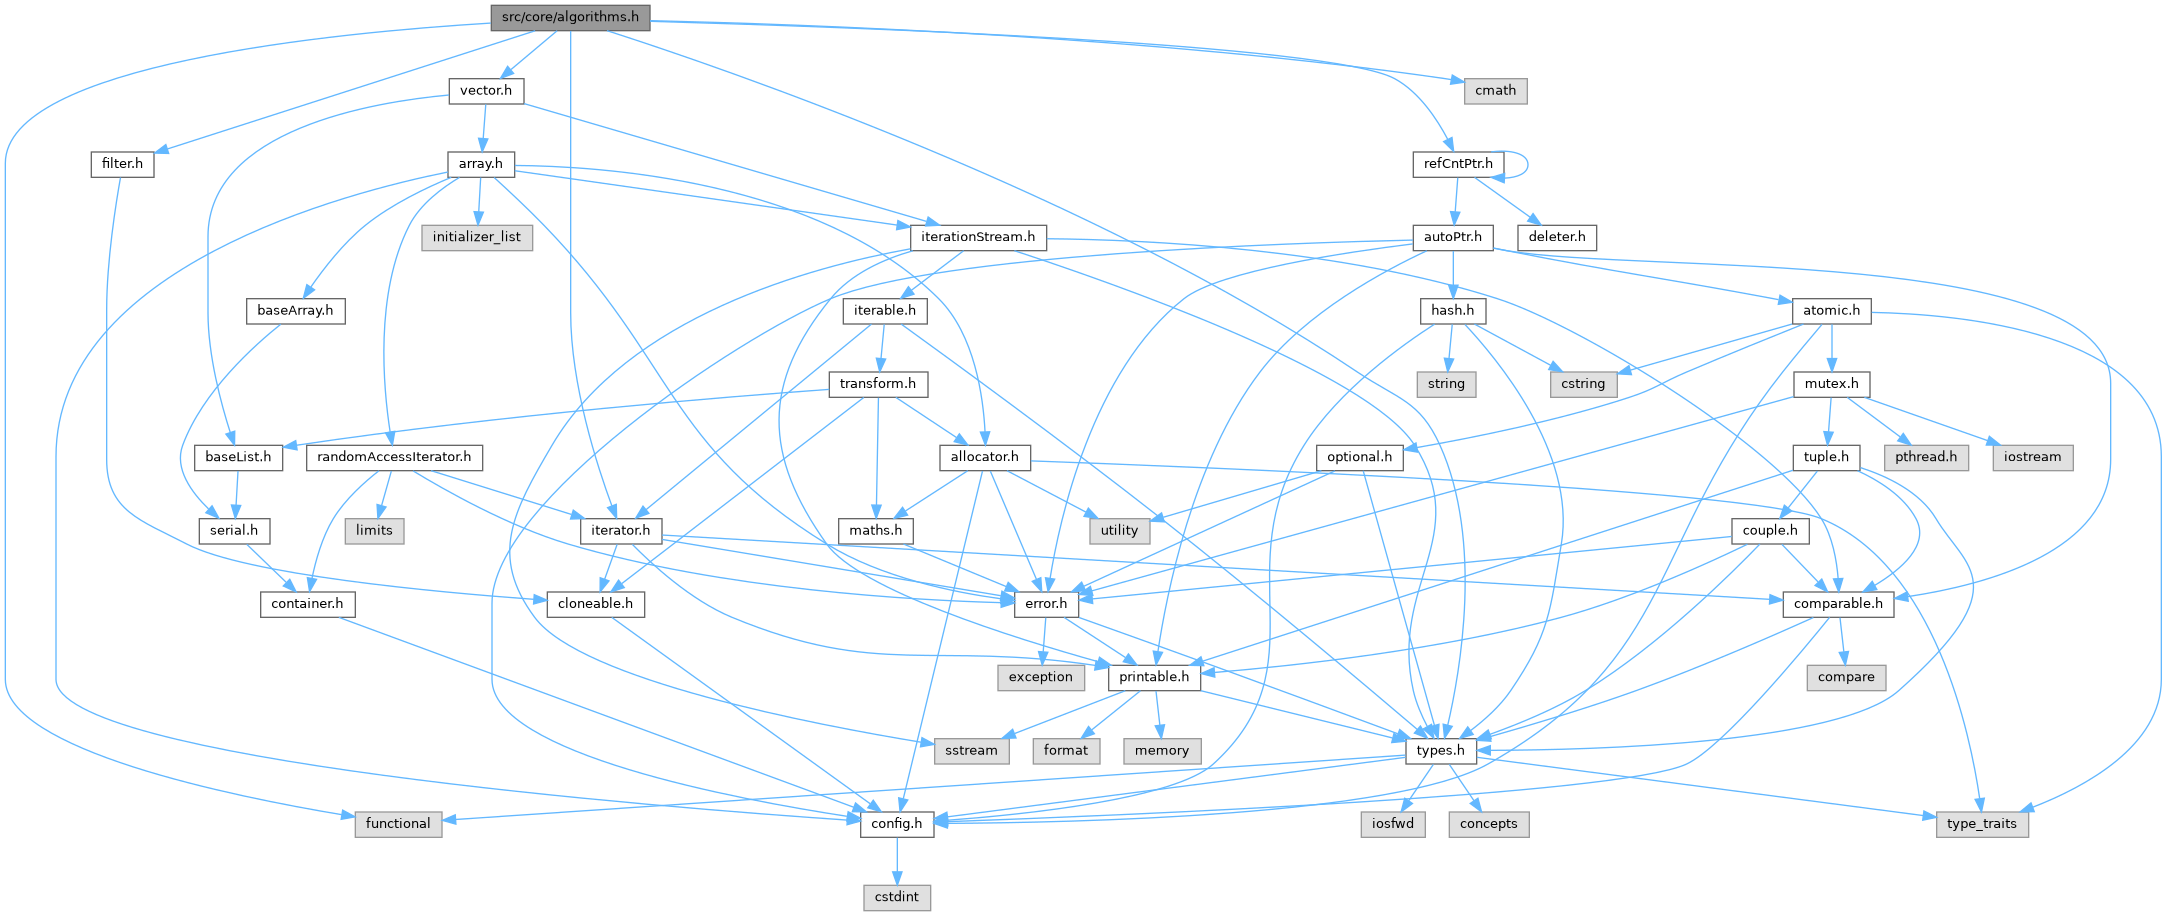 src/core/algorithms.h
vector.h
cmath
filter.h
array.h
refCntPtr.h
initializer_list
iterationStream.h
autoPtr.h
deleter.h
baseArray.h
iterable.h
hash.h
atomic.h
transform.h
string
cstring
mutex.h
baseList.h
randomAccessIterator.h
allocator.h
optional.h
tuple.h
pthread.h
iostream
serial.h
limits
iterator.h
maths.h
utility
couple.h
container.h
cloneable.h
error.h
comparable.h
exception
printable.h
compare
sstream
format
memory
types.h
functional
config.h
iosfwd
concepts
type_traits
cstdint